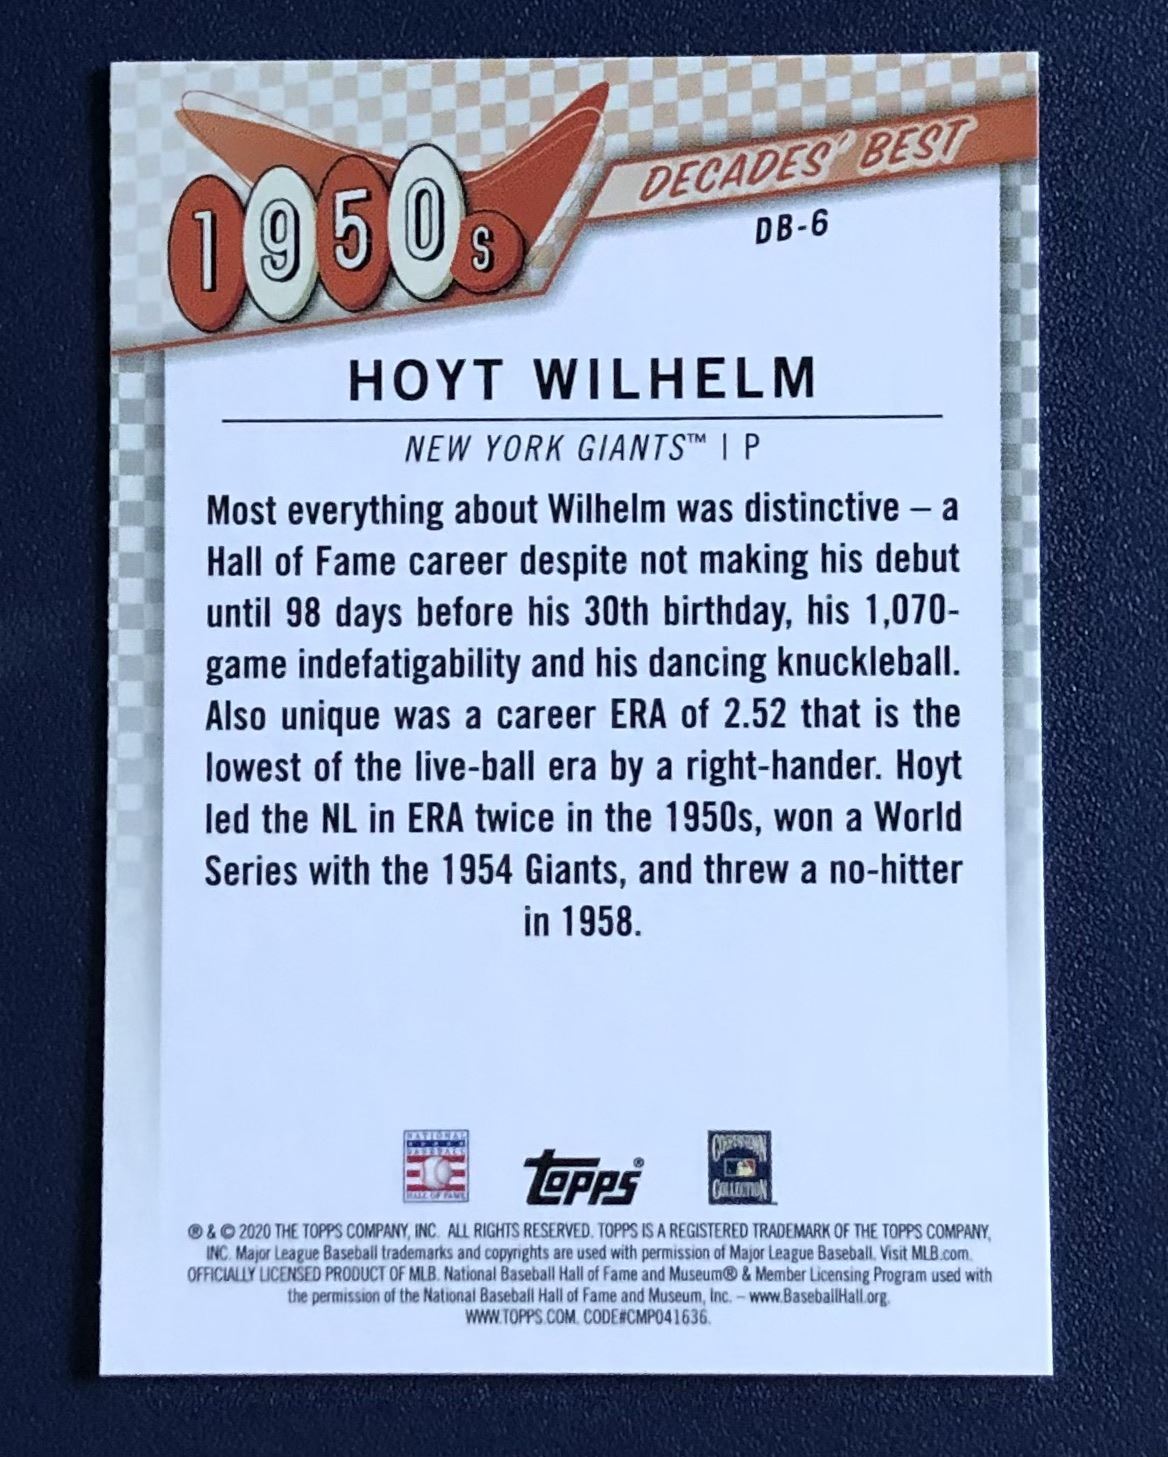 1950s
DECADES' BEST
DB-6
HOYT WILHELM
NEW YORK GIANTS™ | P
Most everything about Wilhelm was distinctive – a
Hall of Fame career despite not making his debut
until 98 days before his 30th birthday, his 1,070-
game indefatigability and his dancing knuckleball.
Also unique was a career ERA of 2.52 that is the
lowest of the live-ball era by a right-hander. Hoyt
led the NL in ERA twice in the 1950s, won a World
Series with the 1954 Giants, and threw a no-hitter
in 1958.
NATIONAL
BASEBALL
HALL OF FAME
Topps®
COOPERSTOWN
COLLECTION
® & © 2020 THE TOPPS COMPANY, INC. ALL RIGHTS RESERVED. TOPPS IS A REGISTERED TRADEMARK OF THE TOPPS COMPANY,
INC. Major League Baseball trademarks and copyrights are used with permission of Major League Baseball. Visit MLB.com.
OFFICIALLY LICENSED PRODUCT OF MLB. National Baseball Hall of Fame and Museum® & Member Licensing Program used with
the permission of the National Baseball Hall of Fame and Museum, Inc. – www.BaseballHall.org.
WWW.TOPPS.COM. CODE#CMP041636.